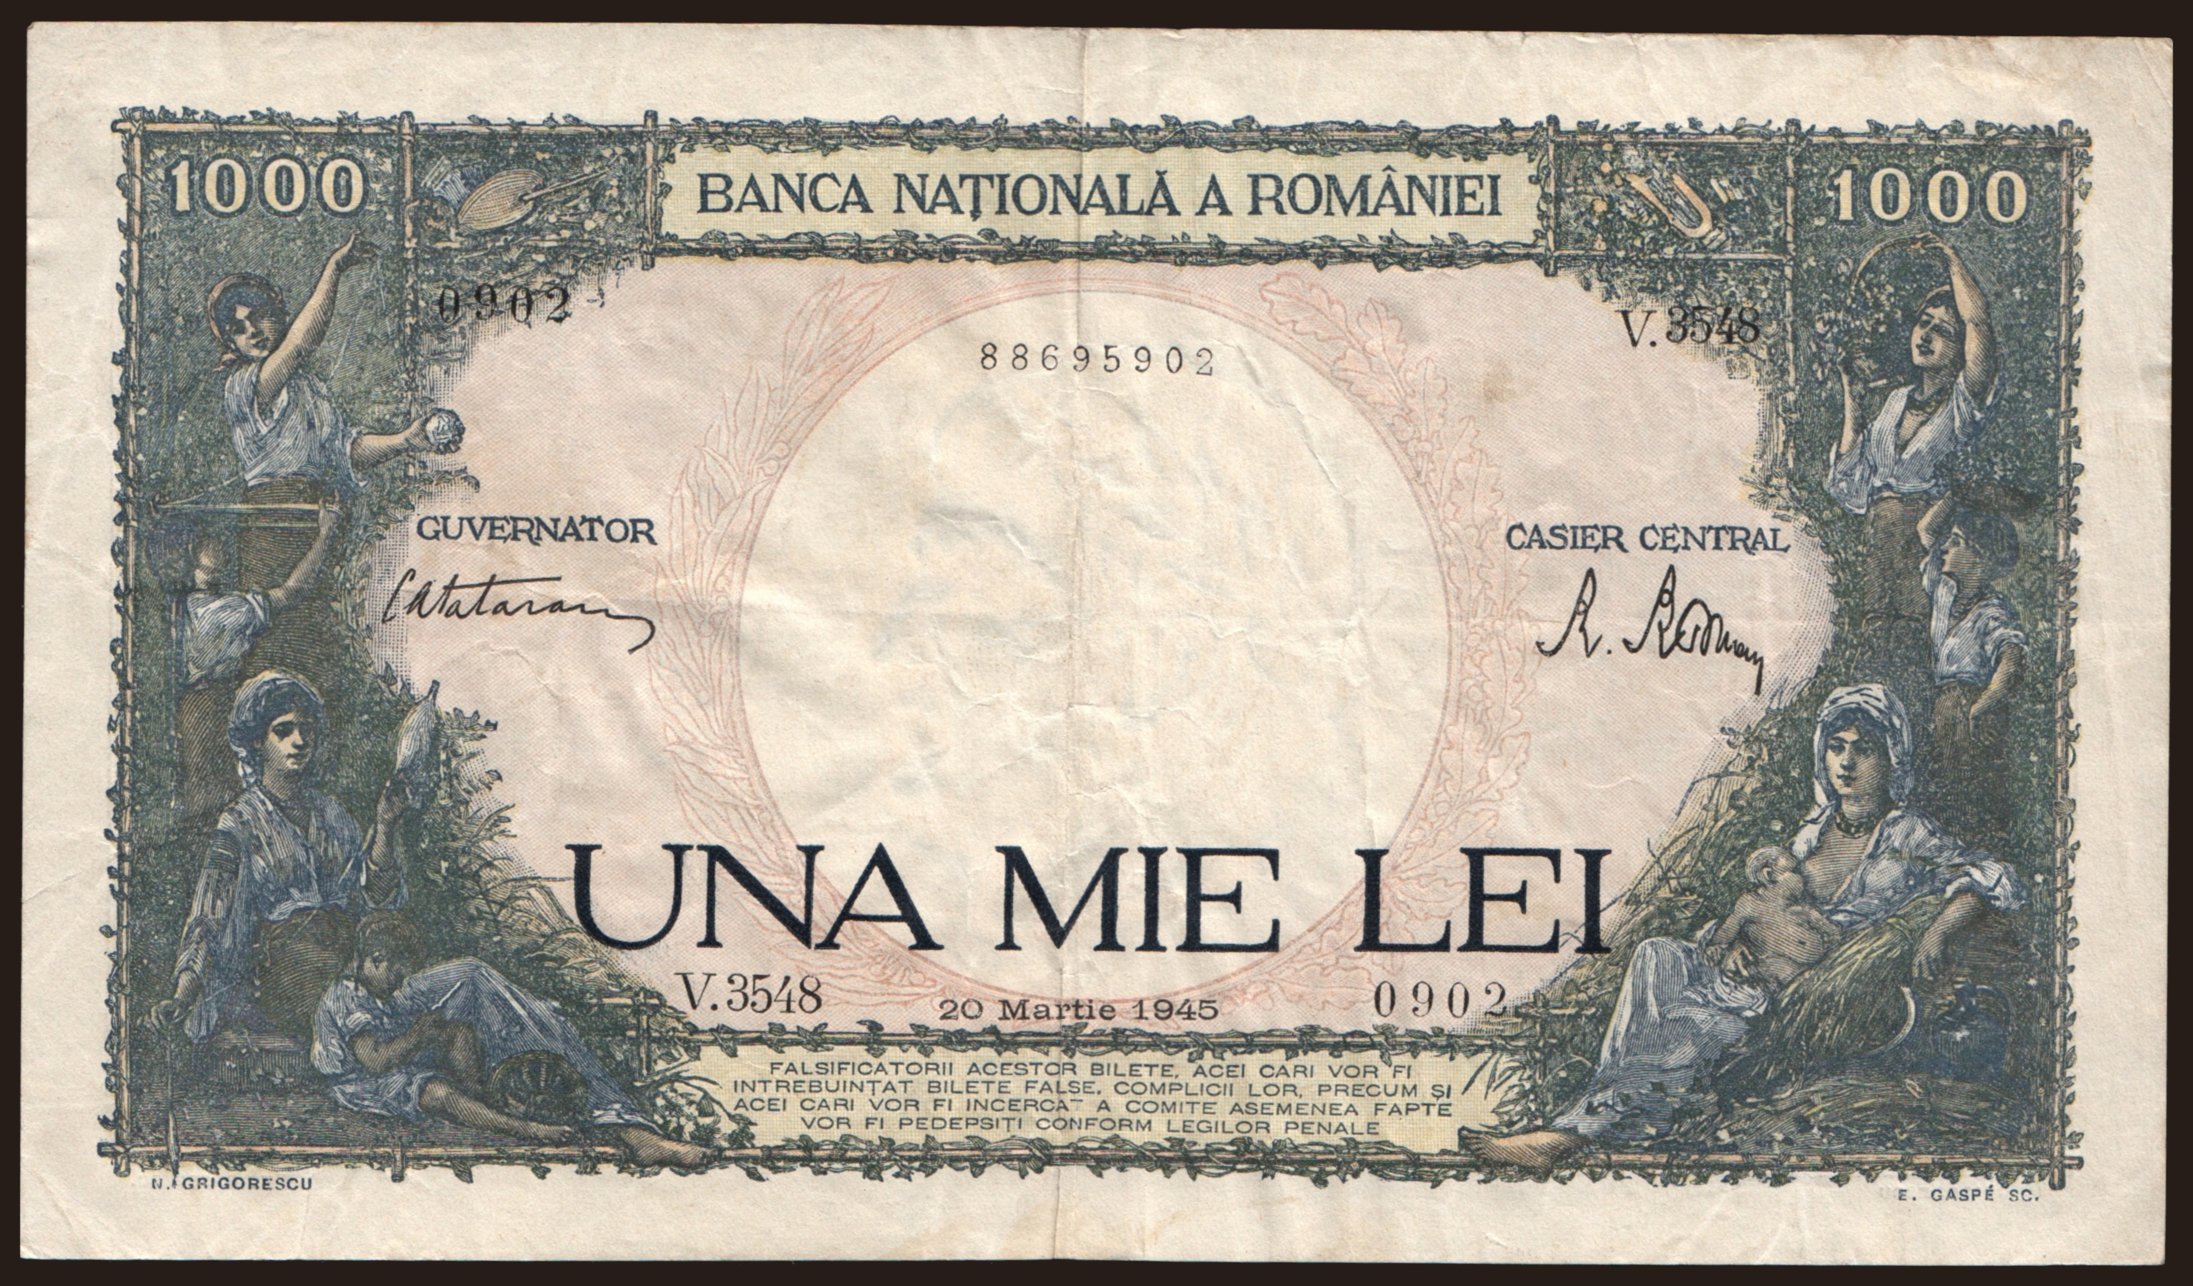 1000
BANCA NAȚIONALĂ A ROMÂNIEI
1000
0902
V.3548
88695902
GUVERNATOR
CASIER CENTRAL
UNA MIE LEI
V.3548
20 Martie 1945
0902
FALSIFICATORII ACESTOR BILETE, ACEI CARI VOR FI
INTREBUINȚAT BILETE FALSE, COMPLICII LOR, PRECUM ȘI
ACEI CARI VOR FI INCERCAT A COMITE ASEMENEA FAPTE
VOR FI PEDEPSIȚI CONFORM LEGILOR PENALE
N. GRIGORESCU
E. GASPÉ SC.